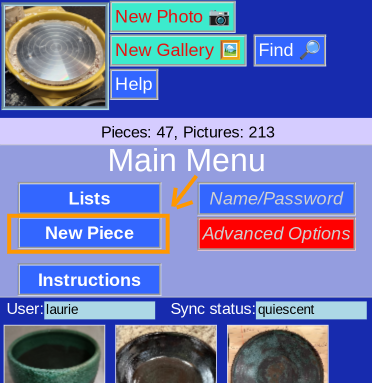 New Photo 📷
New Gallery 🖼️
Find 🔎
Help
Pieces: 47, Pictures: 213
Main Menu
Lists
Name/Password
New Piece
Advanced Options
Instructions
User: laurie
Sync status: quiescent